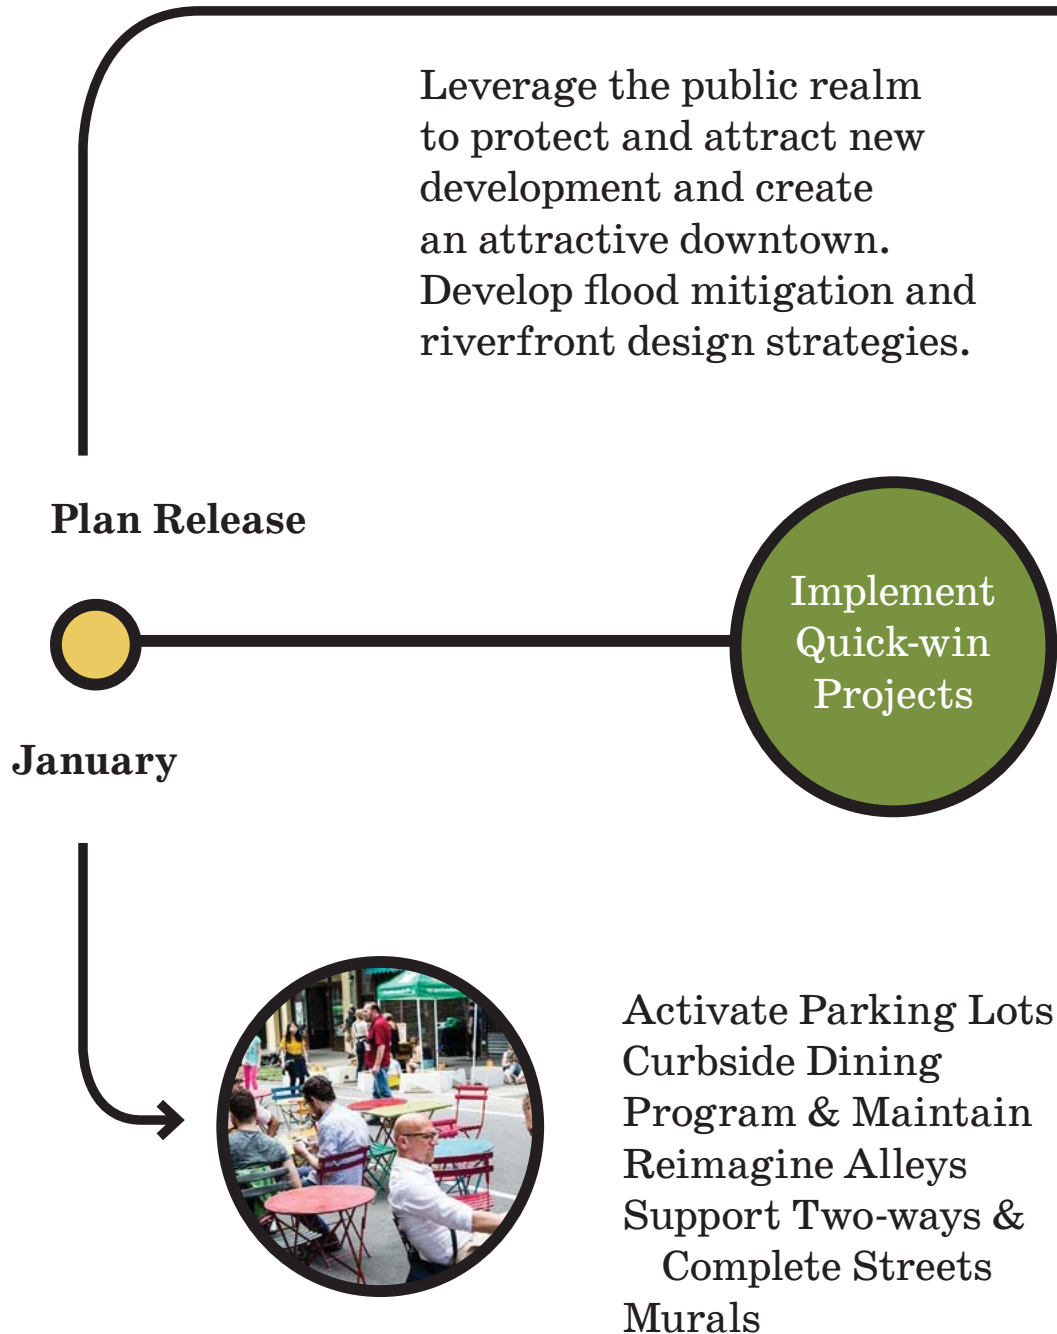 Leverage the public realm
to protect and attract new
development and create
an attractive downtown.
Develop flood mitigation and
riverfront design strategies.
Plan Release
Implement
Quick-win
Projects
January
Activate Parking Lots
Curbside Dining
Program & Maintain
Reimagine Alleys
Support Two-ways &
Complete Streets
Murals